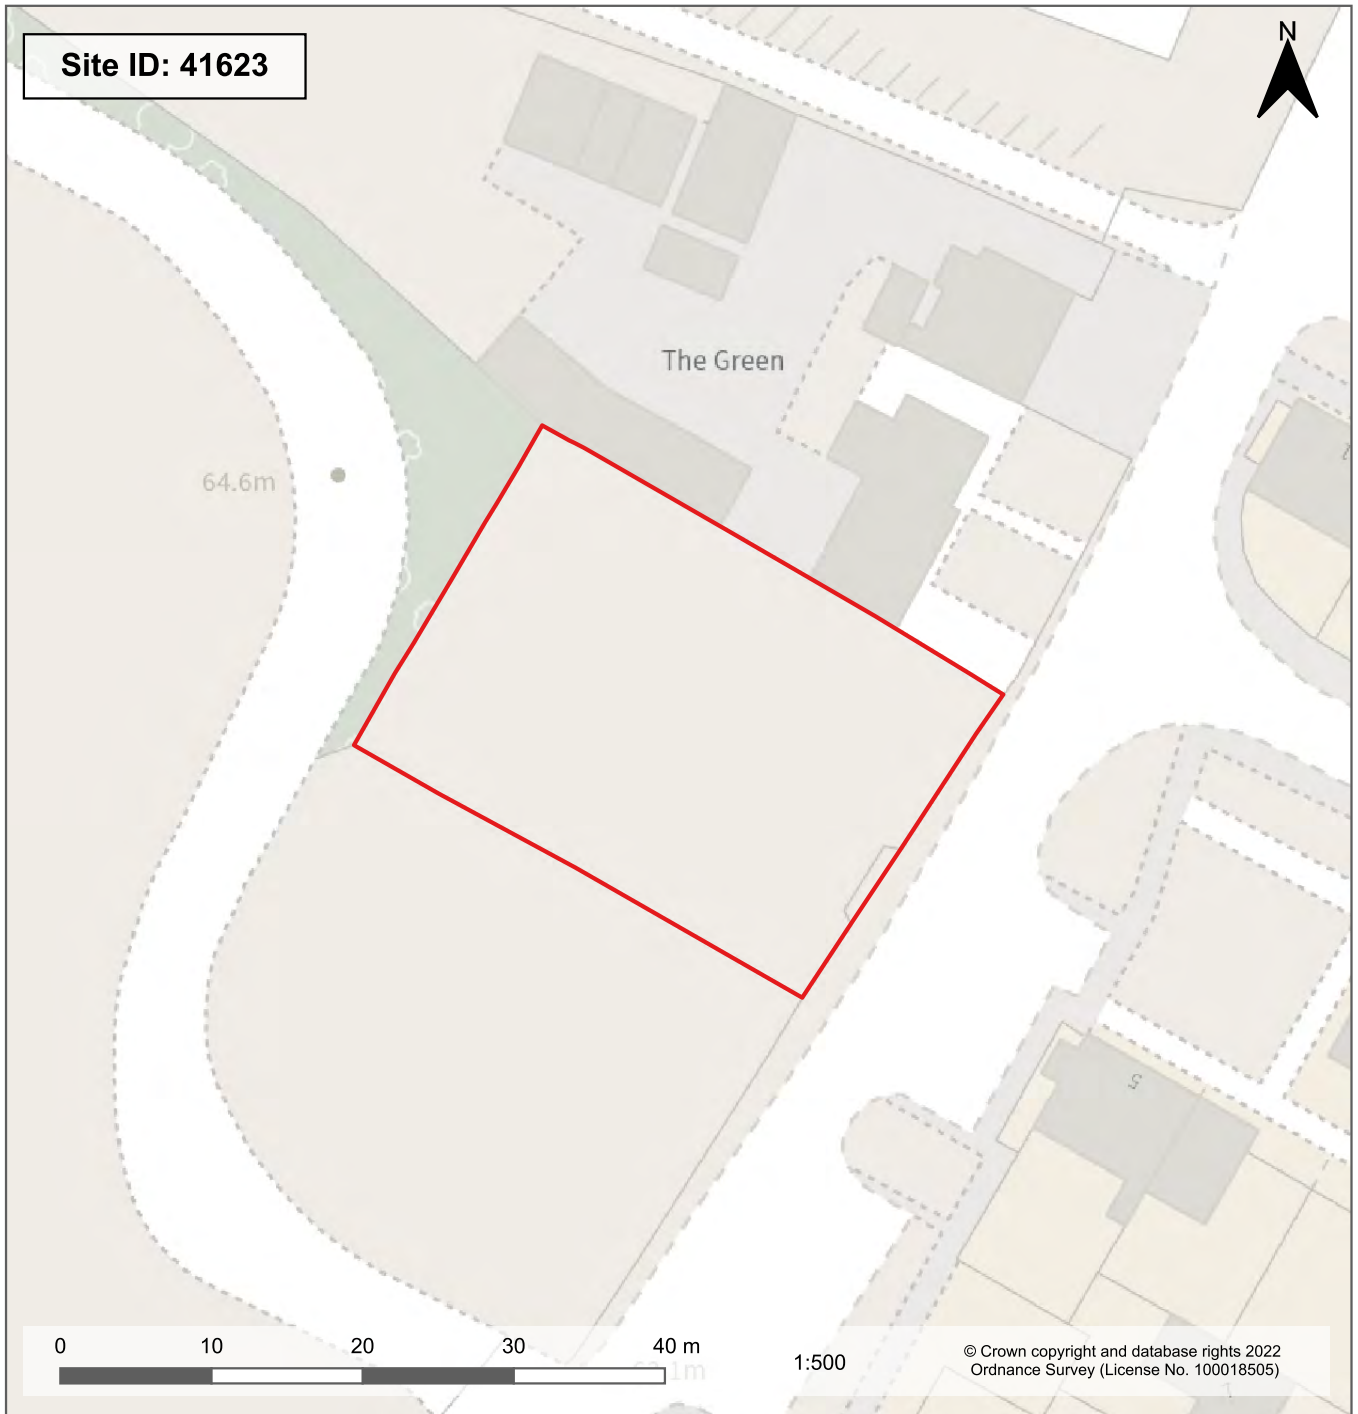 Site ID: 41623
N
The Green
64.6m
5
0 10 20 30 40 m
1:500
© Crown copyright and database rights 2022
Ordnance Survey (License No. 100018505)